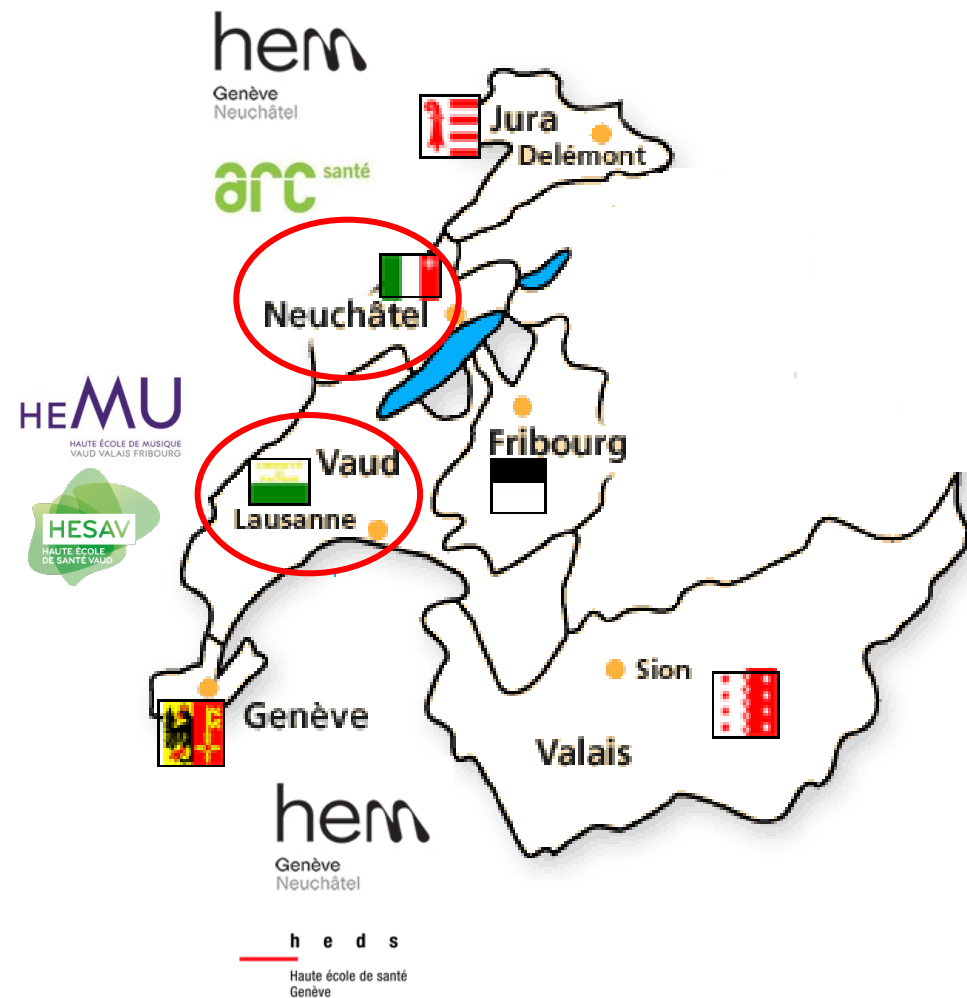 hem
Genève
Neuchâtel
arc santé
Jura
Delémont
Neuchâtel
HEMU
HAUTE ÉCOLE DE MUSIQUE
VAUD VALAIS FRIBOURG
Fribourg
Vaud
Lausanne
HESAV
HAUTE ÉCOLE
DE SANTÉ VAUD
Sion
Genève
Valais
hem
Genève
Neuchâtel
heds
Haute école de santé
Genève